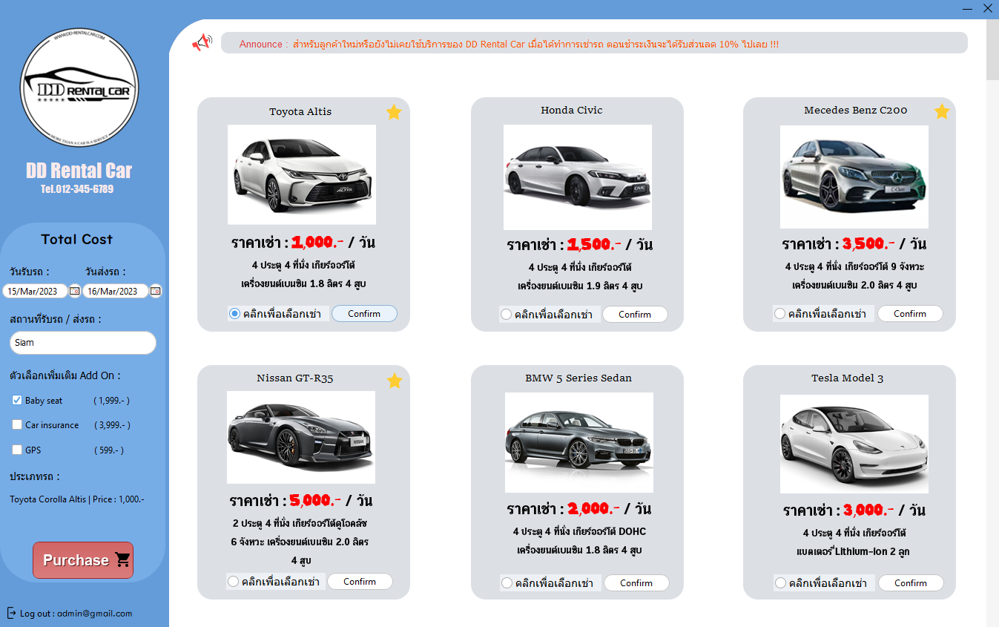 WWW.DD-RENTALCAR.COM
DD RENTAL CAR
MORE THAN A CAR IS A SERVICE
DD Rental Car
Tel.012-345-6789
Total Cost
วันรับรถ : วันส่งรถ :
15/Mar/2023 16/Mar/2023
สถานที่รับรถ / ส่งรถ :
Siam
ตัวเลือกเพิ่มเติม Add On :
Baby seat ( 1,999.- )
Car insurance ( 3,999.- )
GPS ( 599.- )
ประเภทรถ :
Toyota Corolla Altis | Price : 1,000.-
Purchase
Log out : admin@gmail.com
Announce : สำหรับลูกค้าใหม่หรือยังไม่เคยใช้บริการของ DD Rental Car เมื่อได้ทำการเช่ารถ ตอนชำระเงินจะได้รับส่วนลด 10% ไปเลย !!!
Toyota Altis
ALTIS
ราคาเช่า : 1,000.- / วัน
4 ประตู 4 ที่นั่ง เกียร์ออร์โต้
เครื่องยนต์เบนซิน 1.8 ลิตร 4 สูบ
คลิกเพื่อเลือกเช่า Confirm
Honda Civic
CIVIC
ราคาเช่า : 1,500.- / วัน
4 ประตู 4 ที่นั่ง เกียร์ออร์โต้
เครื่องยนต์เบนซิน 1.9 ลิตร 4 สูบ
คลิกเพื่อเลือกเช่า Confirm
Mecedes Benz C200
C-Class
ราคาเช่า : 3,500.- / วัน
4 ประตู 4 ที่นั่ง เกียร์ออร์โต้ 9 จังหวะ
เครื่องยนต์เบนซิน 2.0 ลิตร 4 สูบ
คลิกเพื่อเลือกเช่า Confirm
Nissan GT-R35
NISSAN
ราคาเช่า : 5,000.- / วัน
2 ประตู 4 ที่นั่ง เกียร์ออร์โต้ดูโอคลัช
6 จังหวะ เครื่องยนต์เบนซิน 2.0 ลิตร
4 สูบ
คลิกเพื่อเลือกเช่า Confirm
BMW 5 Series Sedan
ราคาเช่า : 2,000.- / วัน
4 ประตู 4 ที่นั่ง เกียร์ออร์โต้ DOHC
เครื่องยนต์เบนซิน 1.8 ลิตร 4 สูบ
คลิกเพื่อเลือกเช่า Confirm
Tesla Model 3
ราคาเช่า : 3,000.- / วัน
4 ประตู 4 ที่นั่ง เกียร์ออร์โต้
แบตเตอร์ี่ Lithium-Ion 2 ลูก
คลิกเพื่อเลือกเช่า Confirm